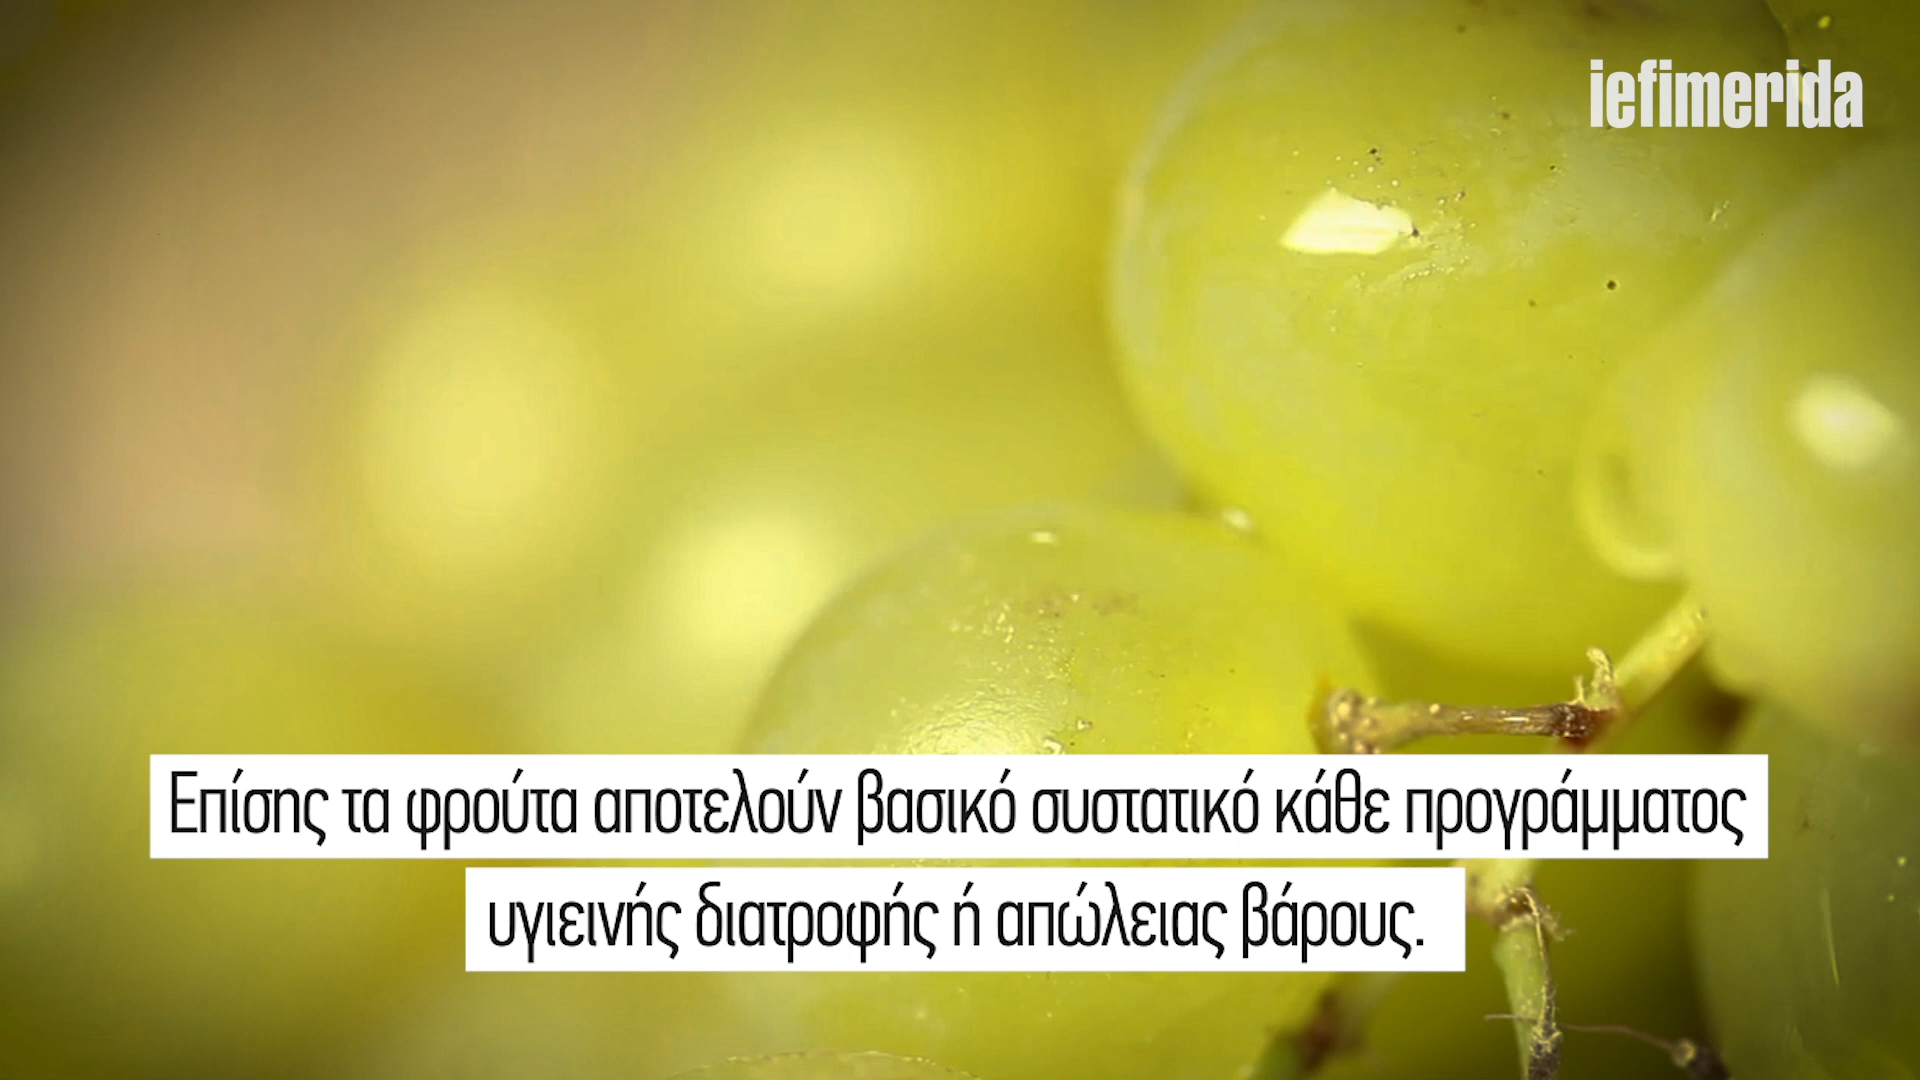 iefimerida
Επίσης τα φρούτα αποτελούν βασικό συστατικό κάθε προγράμματος
υγιεινής διατροφής ή απώλειας βάρους.